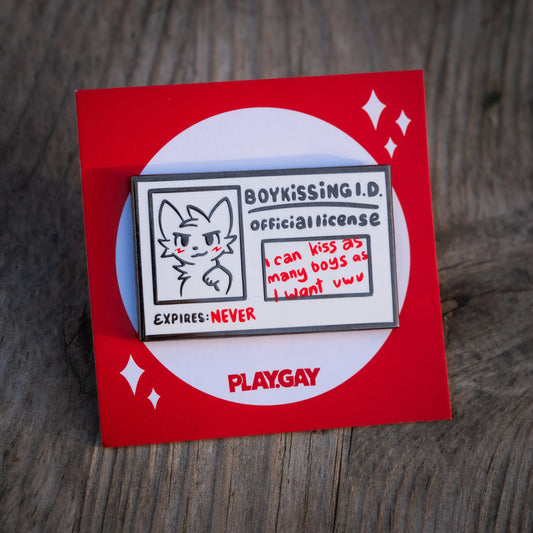 BOYKISSING I.D.
official license
i can kiss as
many boys as
I want uwu
EXPIRES: NEVER
PLAY.GAY